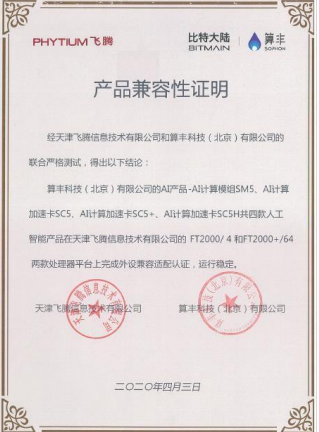 PHYTIUM飞腾 比特大陆 BITMAIN 算丰 SOPHON
产品兼容性证明
经天津飞腾信息技术有限公司和算丰科技（北京）有限公司的
联合严格测试，得出以下结论：
算丰科技（北京）有限公司的AI产品-AI计算模组SM5、AI计算
加速卡SC5、AI计算加速卡SC5+、AI计算加速卡SC5H共四款人工
智能产品在天津飞腾信息技术有限公司的 FT2000/ 4和FT2000+/64
两款处理器平台上完成外设兼容适配认证，运行稳定。
天津飞腾信息技术有限公司 算丰科技（北京）有限公司
二〇二〇年四月三日